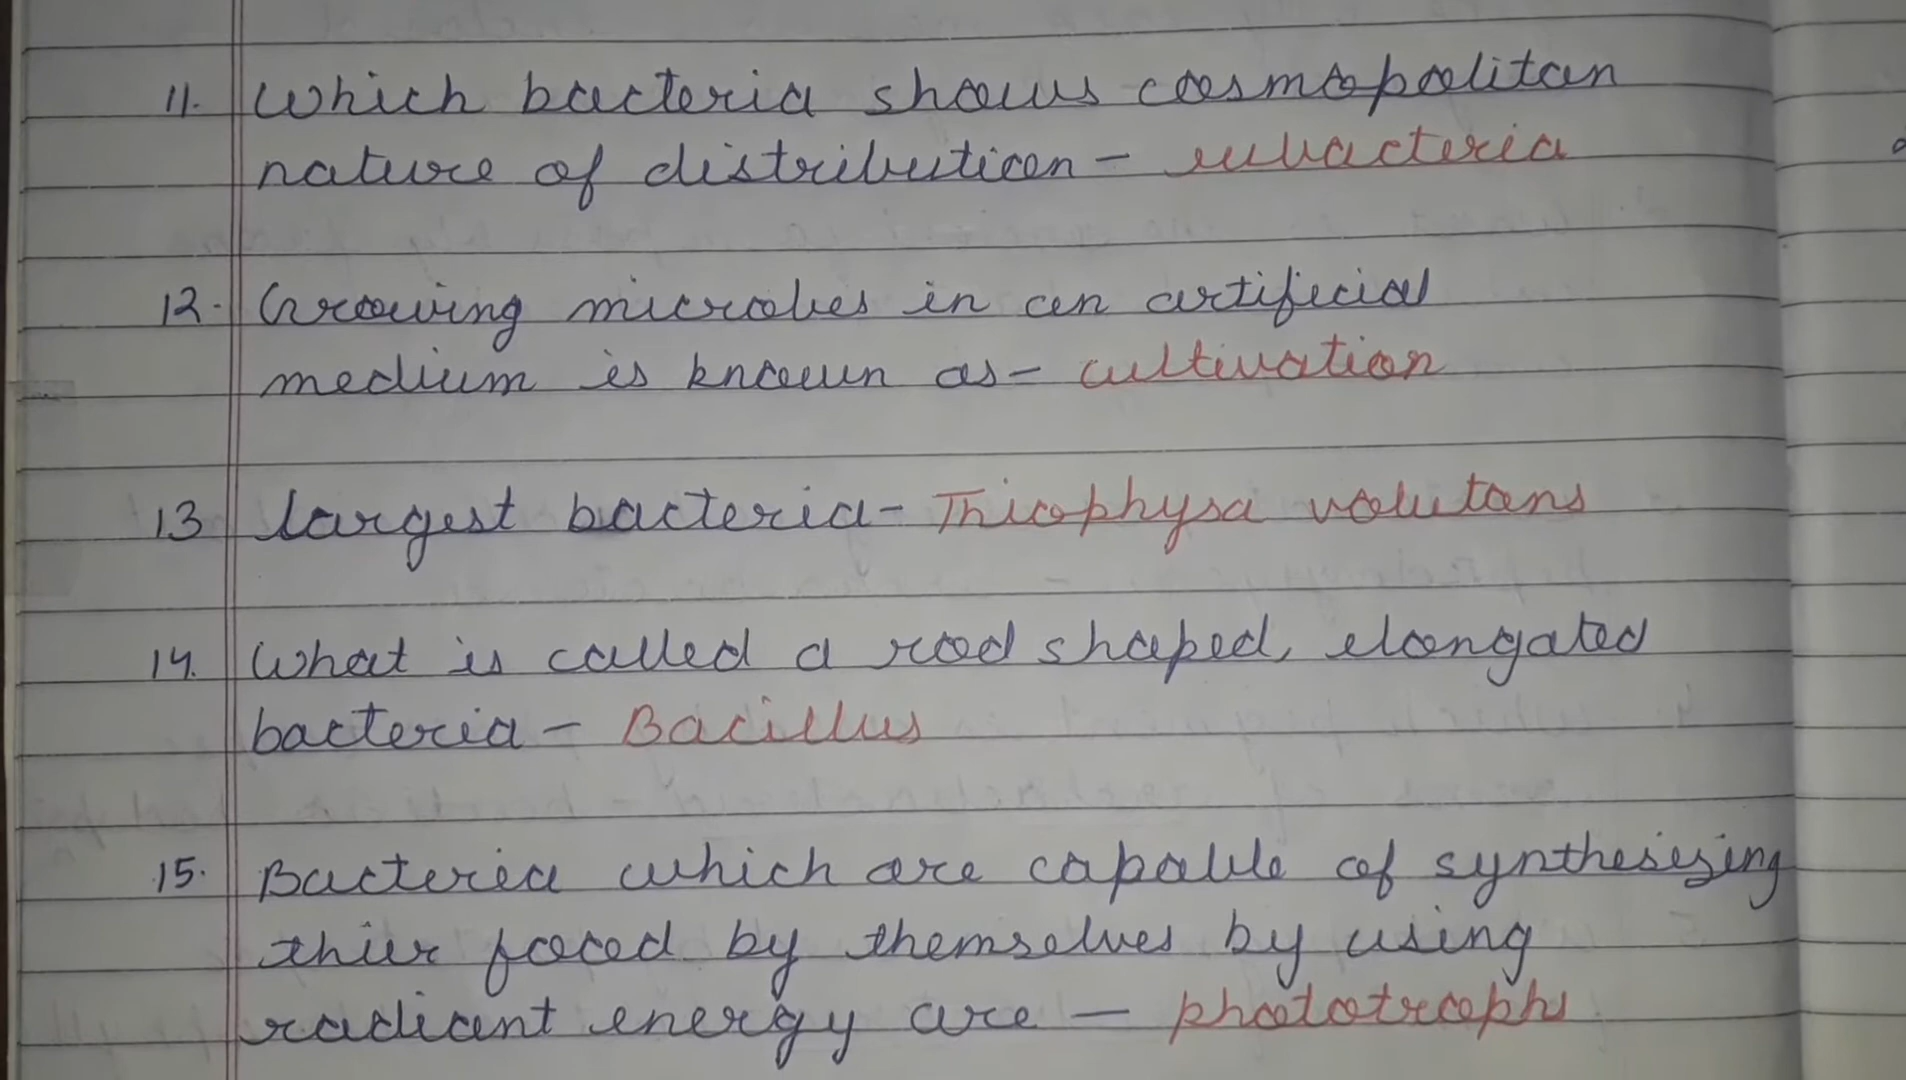 11. Which bacteria shows cosmopolitan
nature of distribution - eubacteria
12. Growing microbes in an artificial
medium is known as - cultivation
13 largest bacteria - Thiophysa volutans
14. What is called a rod shaped, elongated
bacteria - Bacillus
15. Bacteria which are capable of synthesizing
thier food by themselves by using
radiant energy are - phototrophs